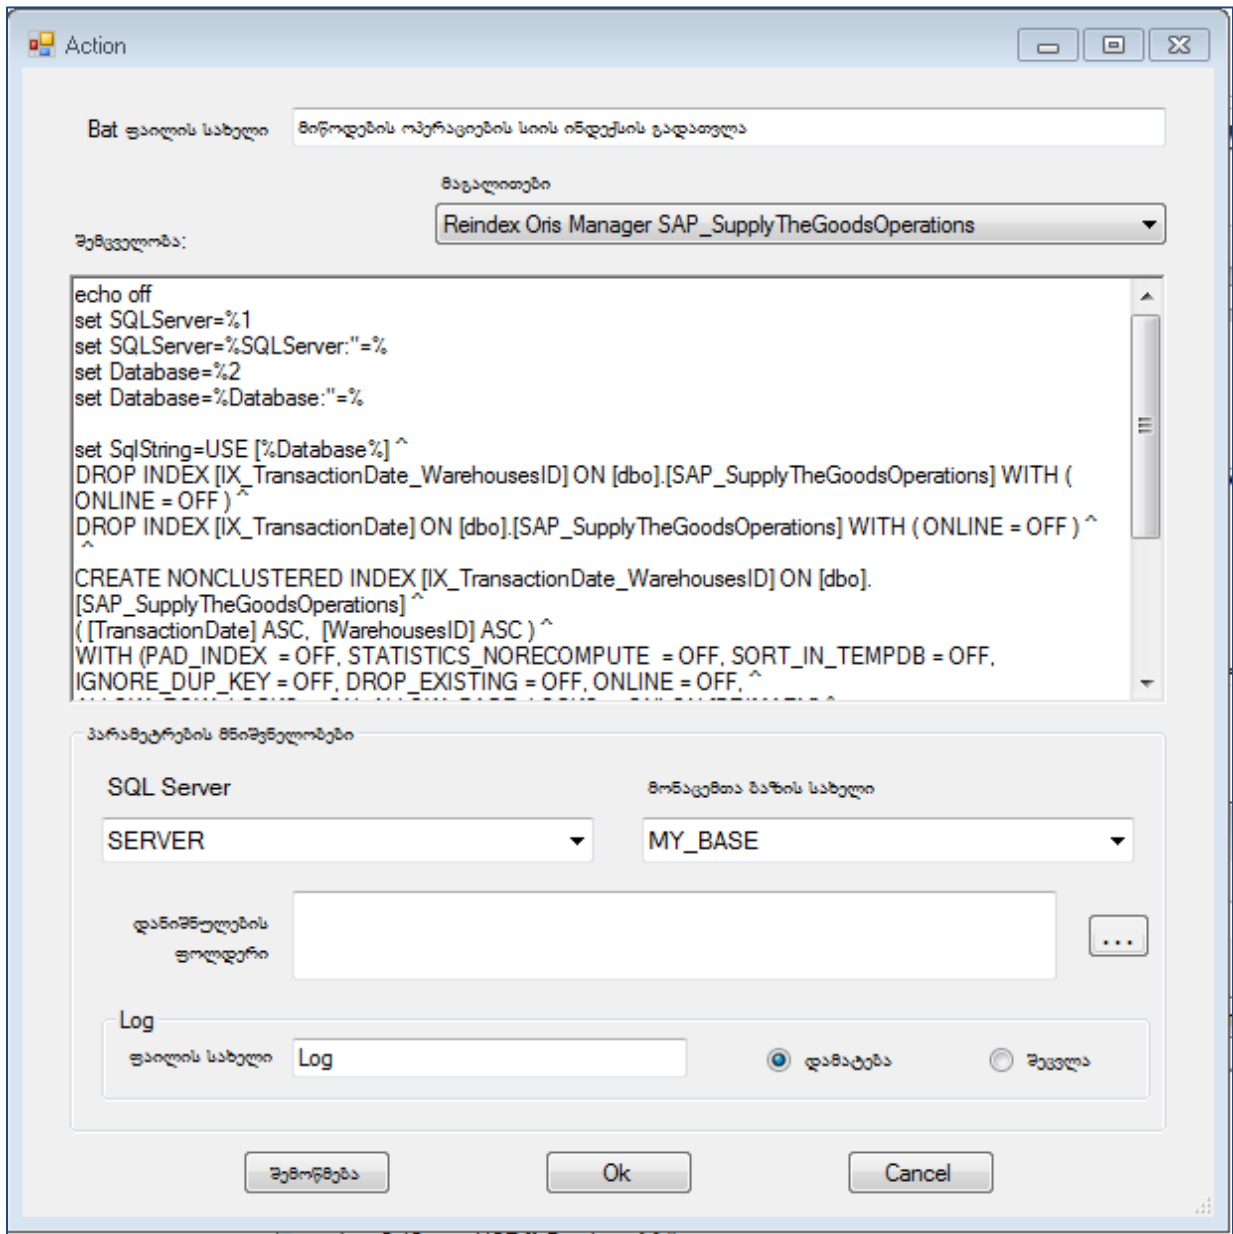 Action
Bat ფაილის სახელი
მიწოდების ოპერაციების სიის ინდექსის გადათვლა
მაგალითები
Reindex Oris Manager SAP_SupplyTheGoodsOperations
შემცველობა:
echo off
set SQLServer=%1
set SQLServer=%SQLServer:"=%
set Database=%2
set Database=%Database:"=%
set SqlString=USE [%Database%] ^
DROP INDEX [IX_TransactionDate_WarehousesID] ON [dbo].[SAP_SupplyTheGoodsOperations] WITH (
ONLINE = OFF ) ^
DROP INDEX [IX_TransactionDate] ON [dbo].[SAP_SupplyTheGoodsOperations] WITH ( ONLINE = OFF ) ^
^
CREATE NONCLUSTERED INDEX [IX_TransactionDate_WarehousesID] ON [dbo].
[SAP_SupplyTheGoodsOperations] ^
( [TransactionDate] ASC,  [WarehousesID] ASC ) ^
WITH (PAD_INDEX  = OFF, STATISTICS_NORECOMPUTE  = OFF, SORT_IN_TEMPDB = OFF,
IGNORE_DUP_KEY = OFF, DROP_EXISTING = OFF, ONLINE = OFF, ^
პარამეტრების მნიშვნელობები
SQL Server
მონაცემთა ბაზის სახელი
SERVER
MY_BASE
დანიშნულების
ფოლდერი
...
Log
ფაილის სახელი
Log
დამატება
შეცვლა
შემოწმება
Ok
Cancel